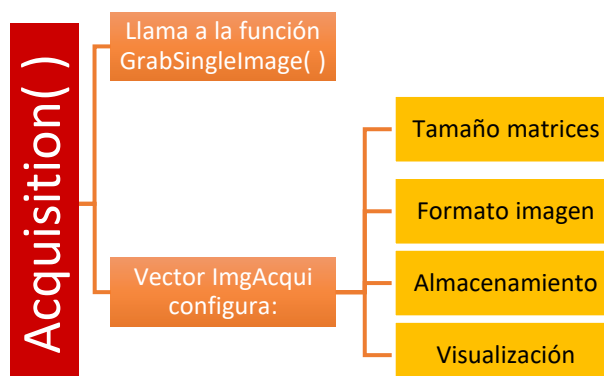 Acquisition( )
Llama a la función
GrabSingleImage( )
Vector ImgAcqui
configura:
Tamaño matrices
Formato imagen
Almacenamiento
Visualización